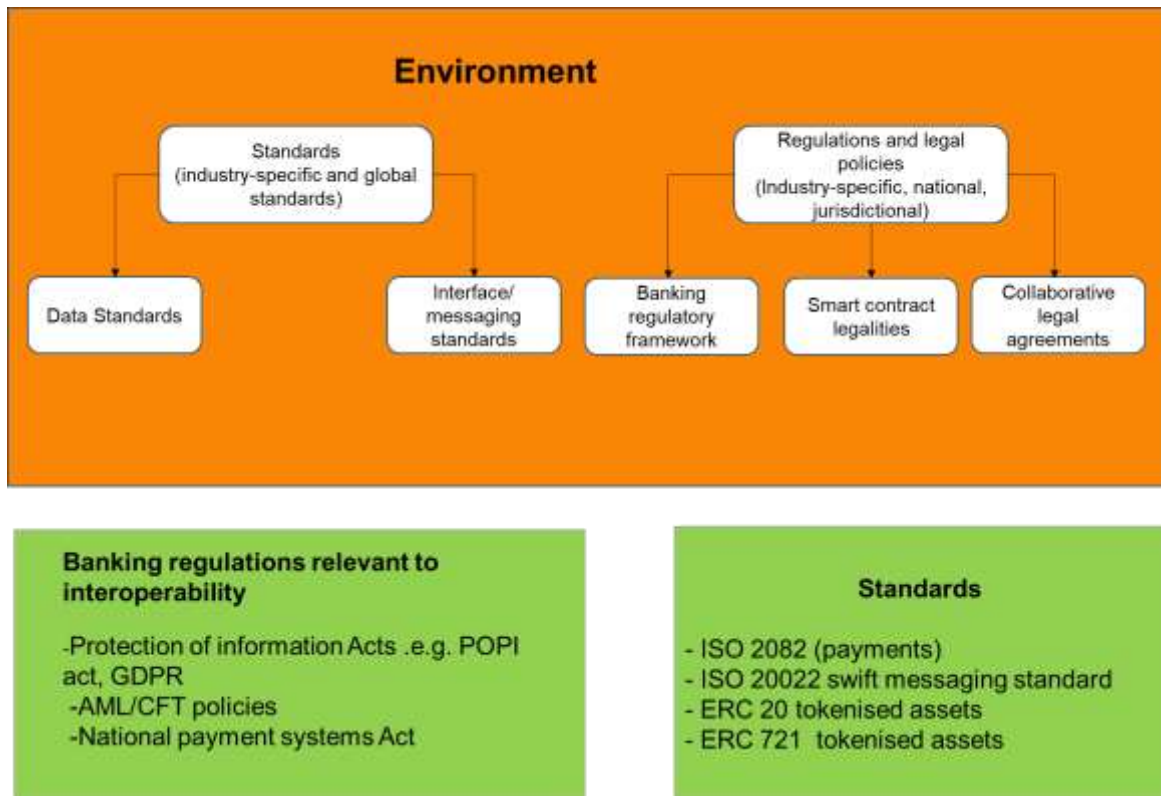 Environment
Standards
(industry-specific and global
standards)
Regulations and legal
policies
(Industry-specific, national,
jurisdictional)
Data Standards
Interface/
messaging
standards
Banking
regulatory
framework
Smart contract
legalities
Collaborative
legal
agreements
Banking regulations relevant to
interoperability
-Protection of information Acts .e.g. POPI
act, GDPR
-AML/CFT policies
-National payment systems Act
Standards
- ISO 2082 (payments)
- ISO 20022 swift messaging standard
- ERC 20 tokenised assets
- ERC 721 tokenised assets